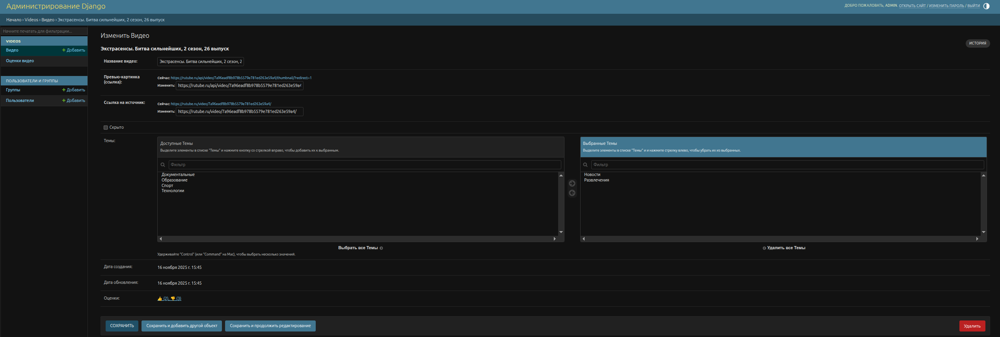 Администрирование Django
ДОБРО ПОЖАЛОВАТЬ, ADMIN. ОТКРЫТЬ САЙТ / ИЗМЕНИТЬ ПАРОЛЬ / ВЫЙТИ
Начало › Videos › Видео › Экстрасенсы. Битва сильнейших, 2 сезон, 26 выпуск
Начните печатать для фильтрации...
VIDEOS
Видео + Добавить
Оценки видео
ПОЛЬЗОВАТЕЛИ И ГРУППЫ
Группы + Добавить
Пользователи + Добавить
Изменить Видео
ИСТОРИЯ
Экстрасенсы. Битва сильнейших, 2 сезон, 26 выпуск
Название видео: Экстрасенсы. Битва сильнейших, 2 сезон, 2
Превью-картинка (ссылка):
Сейчас: https://rutube.ru/api/video/7a96eadf8b978b5579e781ed263e59a4/thumbnail/?redirect=1
Изменить: https://rutube.ru/api/video/7a96eadf8b978b5579e781ed263e59a4
Ссылка на источник:
Сейчас: https://rutube.ru/video/7a96eadf8b978b5579e781ed263e59a4/
Изменить: https://rutube.ru/video/7a96eadf8b978b5579e781ed263e59a4/
Скрыто
Темы:
Доступные Темы
Выделите элементы в списке "Темы" и нажмите кнопку со стрелкой вправо, чтобы добавить их к выбранным.
Фильтр
Документальные
Образование
Спорт
Технологии
Выбрать все Темы
Выбранные Темы
Выделите элементы в списке "Темы" и и нажмите стрелку влево, чтобы убрать их из выбранных.
Фильтр
Новости
Развлечения
Удалить все Темы
Удерживайте "Control" (или "Command" на Mac), чтобы выбрать несколько значений.
Дата создания: 16 ноября 2025 г. 15:45
Дата обновления: 16 ноября 2025 г. 15:45
Оценки: 👍 (2), 👎 (3)
СОХРАНИТЬ
Сохранить и добавить другой объект
Сохранить и продолжить редактирование
Удалить